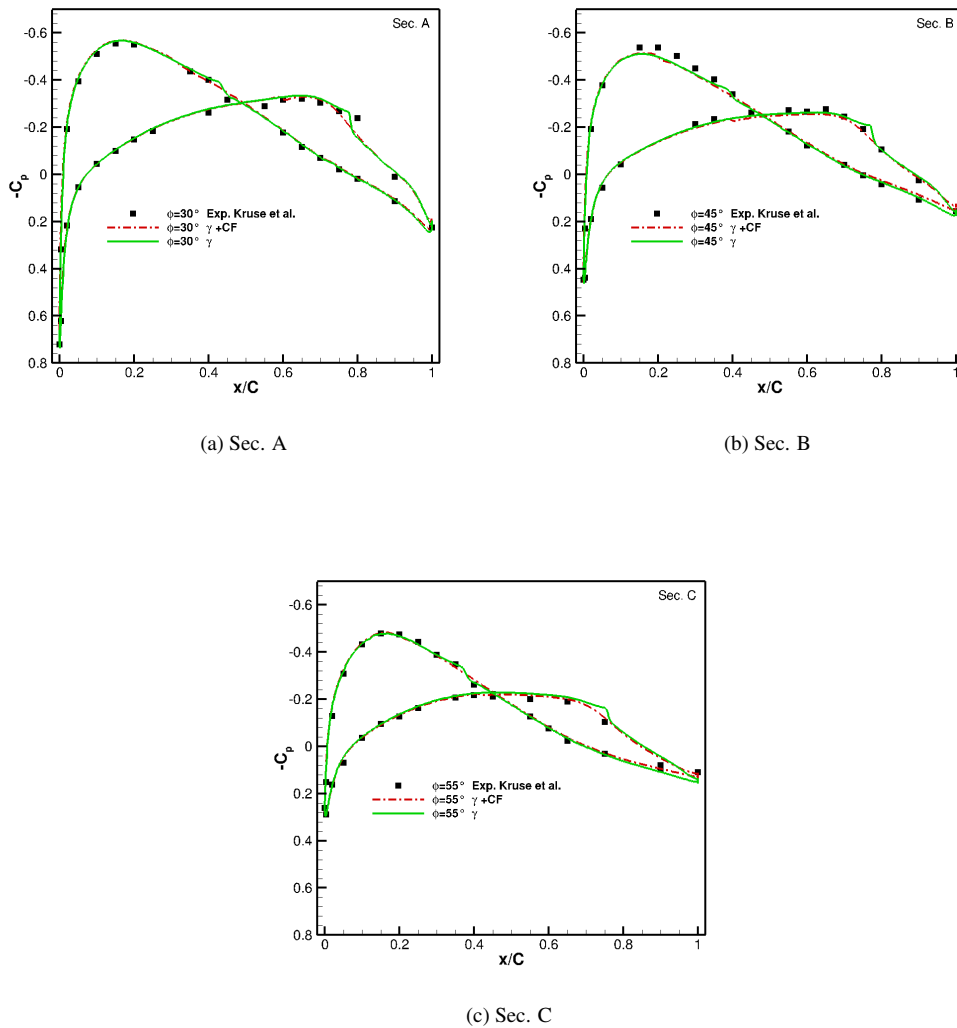 Sec. A
-0.6
-0.4
-0.2
0
0.2
0.4
0.6
0.8
-Cₚ
ϕ=30° Exp. Kruse et al.
ϕ=30° γ +CF
ϕ=30° γ
0 0.2 0.4 0.6 0.8 1
x/C
(a) Sec. A
Sec. B
-0.6
-0.4
-0.2
0
0.2
0.4
0.6
0.8
-Cₚ
ϕ=45° Exp. Kruse et al.
ϕ=45° γ +CF
ϕ=45° γ
0 0.2 0.4 0.6 0.8 1
x/C
(b) Sec. B
Sec. C
-0.6
-0.4
-0.2
0
0.2
0.4
0.6
0.8
-Cₚ
ϕ=55° Exp. Kruse et al.
ϕ=55° γ +CF
ϕ=55° γ
0 0.2 0.4 0.6 0.8 1
x/C
(c) Sec. C